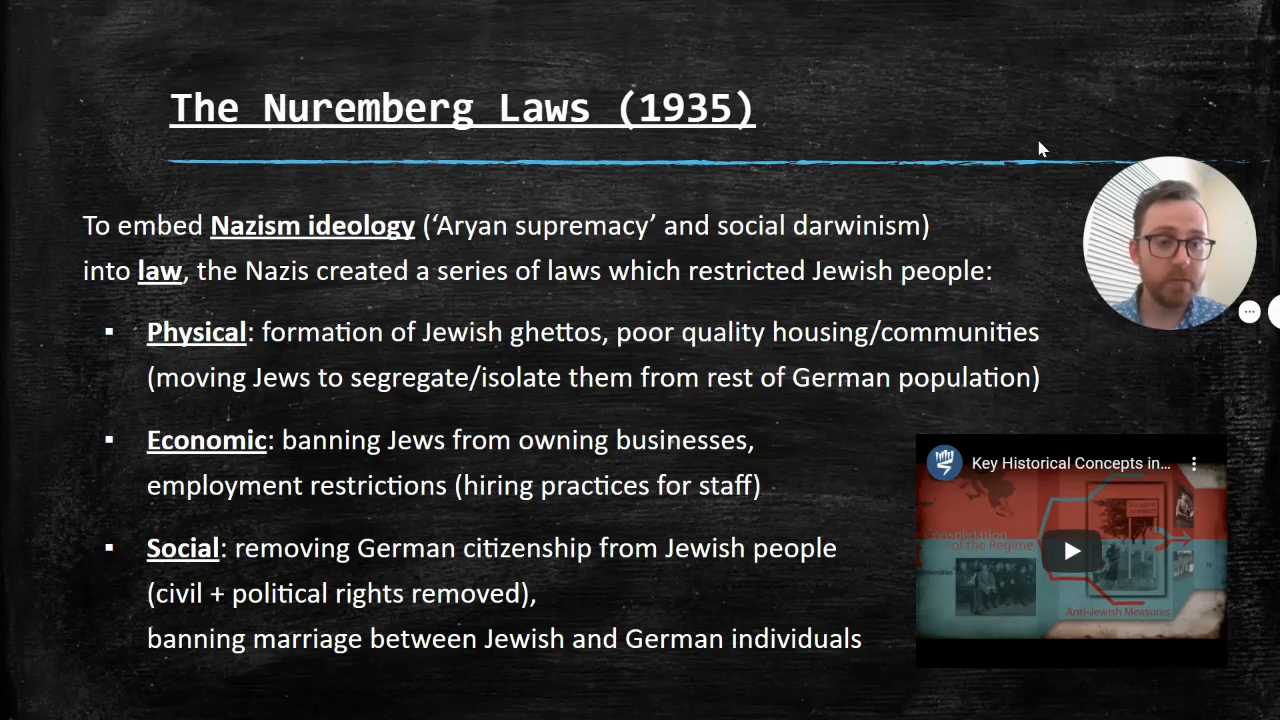 The Nuremberg Laws (1935)
To embed Nazism ideology (‘Aryan supremacy’ and social darwinism)
into law, the Nazis created a series of laws which restricted Jewish people:
▪ Physical: formation of Jewish ghettos, poor quality housing/communities
(moving Jews to segregate/isolate them from rest of German population)
▪ Economic: banning Jews from owning businesses,
employment restrictions (hiring practices for staff)
▪ Social: removing German citizenship from Jewish people
(civil + political rights removed),
banning marriage between Jewish and German individuals
Key Historical Concepts in...
Consolidation
of the Regime
Anti-Jewish Measures